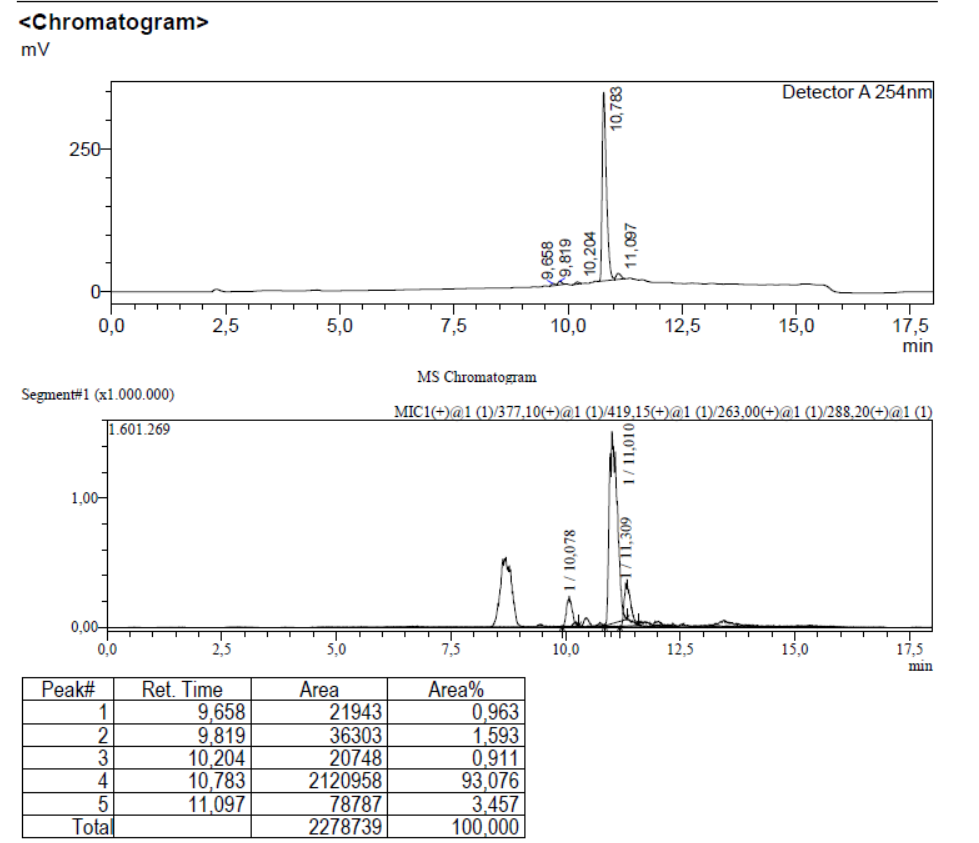 <Chromatogram>
mV
Detector A 254nm
250
0
10,783
9,658
9,819
10,204
11,097
0,0 2,5 5,0 7,5 10,0 12,5 15,0 17,5
min
MS Chromatogram
Segment#1 (x1.000.000)
MIC1(+)@1 (1)/377,10(+)@1 (1)/419,15(+)@1 (1)/263,00(+)@1 (1)/288,20(+)@1 (1)
1.601.269
1,00
0,00
1 / 10,078
1 / 11,010
1 / 11,309
0,0 2,5 5,0 7,5 10,0 12,5 15,0 17,5
min
Peak# Ret. Time Area Area%
1 9,658 21943 0,963
2 9,819 36303 1,593
3 10,204 20748 0,911
4 10,783 2120958 93,076
5 11,097 78787 3,457
Total 2278739 100,000